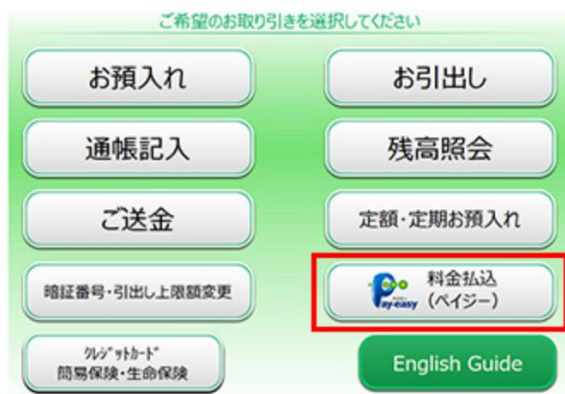 ご希望のお取り引きを選択してください
お預入れ
お引出し
通帳記入
残高照会
ご送金
定額・定期お預入れ
暗証番号・引出し上限額変更
Pay-easy
ペイジー
料金払込
(ペイジー)
ｸﾚｼﾞｯﾄｶｰﾄﾞ
簡易保険・生命保険
English Guide